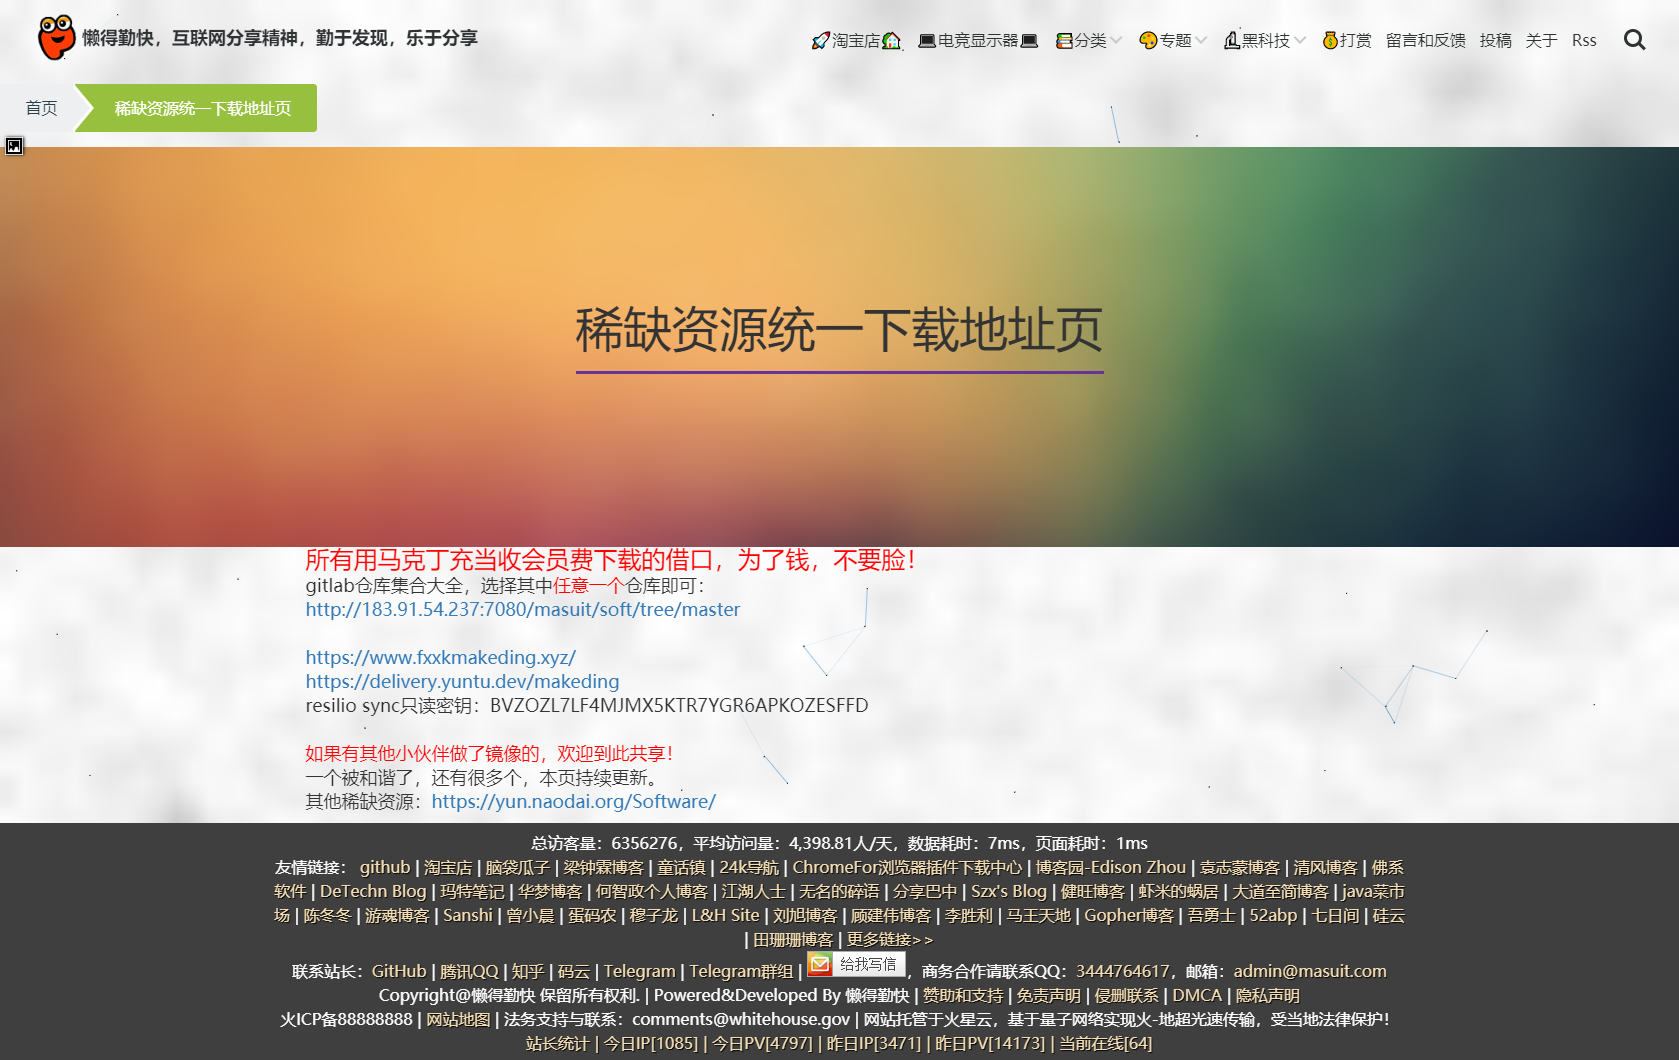 懒得勤快，互联网分享精神，勤于发现，乐于分享
淘宝店 电竞显示器 分类 专题 黑科技 打赏 留言和反馈 投稿 关于 Rss
首页 稀缺资源统一下载地址页
稀缺资源统一下载地址页
所有用马克丁充当收会员费下载的借口，为了钱，不要脸！
gitlab仓库集合大全，选择其中任意一个仓库即可：
http://183.91.54.237:7080/masuit/soft/tree/master
https://www.fxxkmakeding.xyz/
https://delivery.yuntu.dev/makeding
resilio sync只读密钥：BVZOZL7LF4MJMX5KTR7YGR6APKOZESFFD
如果有其他小伙伴做了镜像的，欢迎到此共享！
一个被和谐了，还有很多个，本页持续更新。
其他稀缺资源：https://yun.naodai.org/Software/
总访客量：6356276，平均访问量：4,398.81人/天，数据耗时：7ms，页面耗时：1ms
友情链接： github | 淘宝店 | 脑袋瓜子 | 梁钟霖博客 | 童话镇 | 24k导航 | ChromeFor浏览器插件下载中心 | 博客园-Edison Zhou | 袁志蒙博客 | 清风博客 | 佛系
软件 | DeTechn Blog | 玛特笔记 | 华梦博客 | 何智政个人博客 | 江湖人士 | 无名的碎语 | 分享巴中 | Szx's Blog | 健旺博客 | 虾米的蜗居 | 大道至简博客 | java菜市
场 | 陈冬冬 | 游魂博客 | Sanshi | 曾小晨 | 蛋码农 | 穆子龙 | L&H Site | 刘旭博客 | 顾建伟博客 | 李胜利 | 马王天地 | Gopher博客 | 吾勇士 | 52abp | 七日间 | 硅云
| 田珊珊博客 | 更多链接>>
联系站长：GitHub | 腾讯QQ | 知乎 | 码云 | Telegram | Telegram群组 | 给我写信，商务合作请联系QQ：3444764617，邮箱：admin@masuit.com
Copyright@懒得勤快 保留所有权利. | Powered&Developed By 懒得勤快 | 赞助和支持 | 免责声明 | 侵删联系 | DMCA | 隐私声明
火ICP备88888888 | 网站地图 | 法务支持与联系：comments@whitehouse.gov | 网站托管于火星云，基于量子网络实现火-地超光速传输，受当地法律保护！
站长统计 | 今日IP[1085] | 今日PV[4797] | 昨日IP[3471] | 昨日PV[14173] | 当前在线[64]